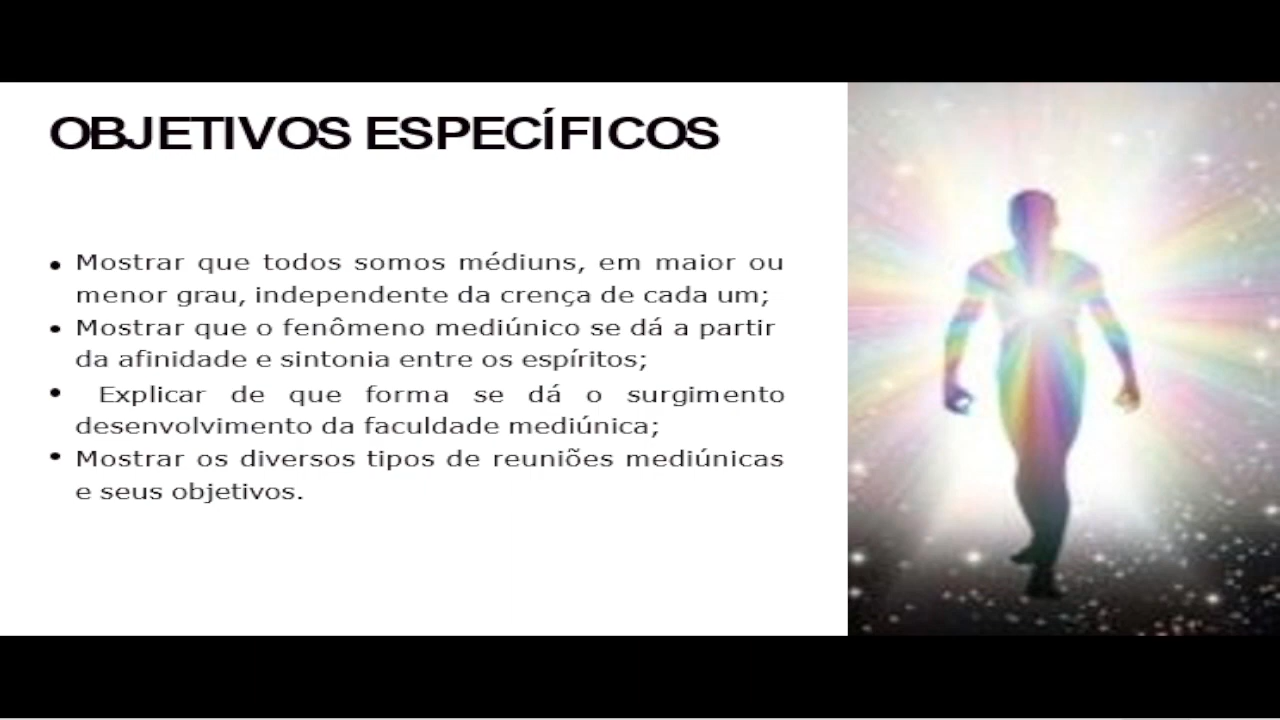 OBJETIVOS ESPECÍFICOS
• Mostrar que todos somos médiuns, em maior ou
menor grau, independente da crença de cada um;
• Mostrar que o fenômeno mediúnico se dá a partir
da afinidade e sintonia entre os espíritos;
• Explicar de que forma se dá o surgimento
desenvolvimento da faculdade mediúnica;
• Mostrar os diversos tipos de reuniões mediúnicas
e seus objetivos.